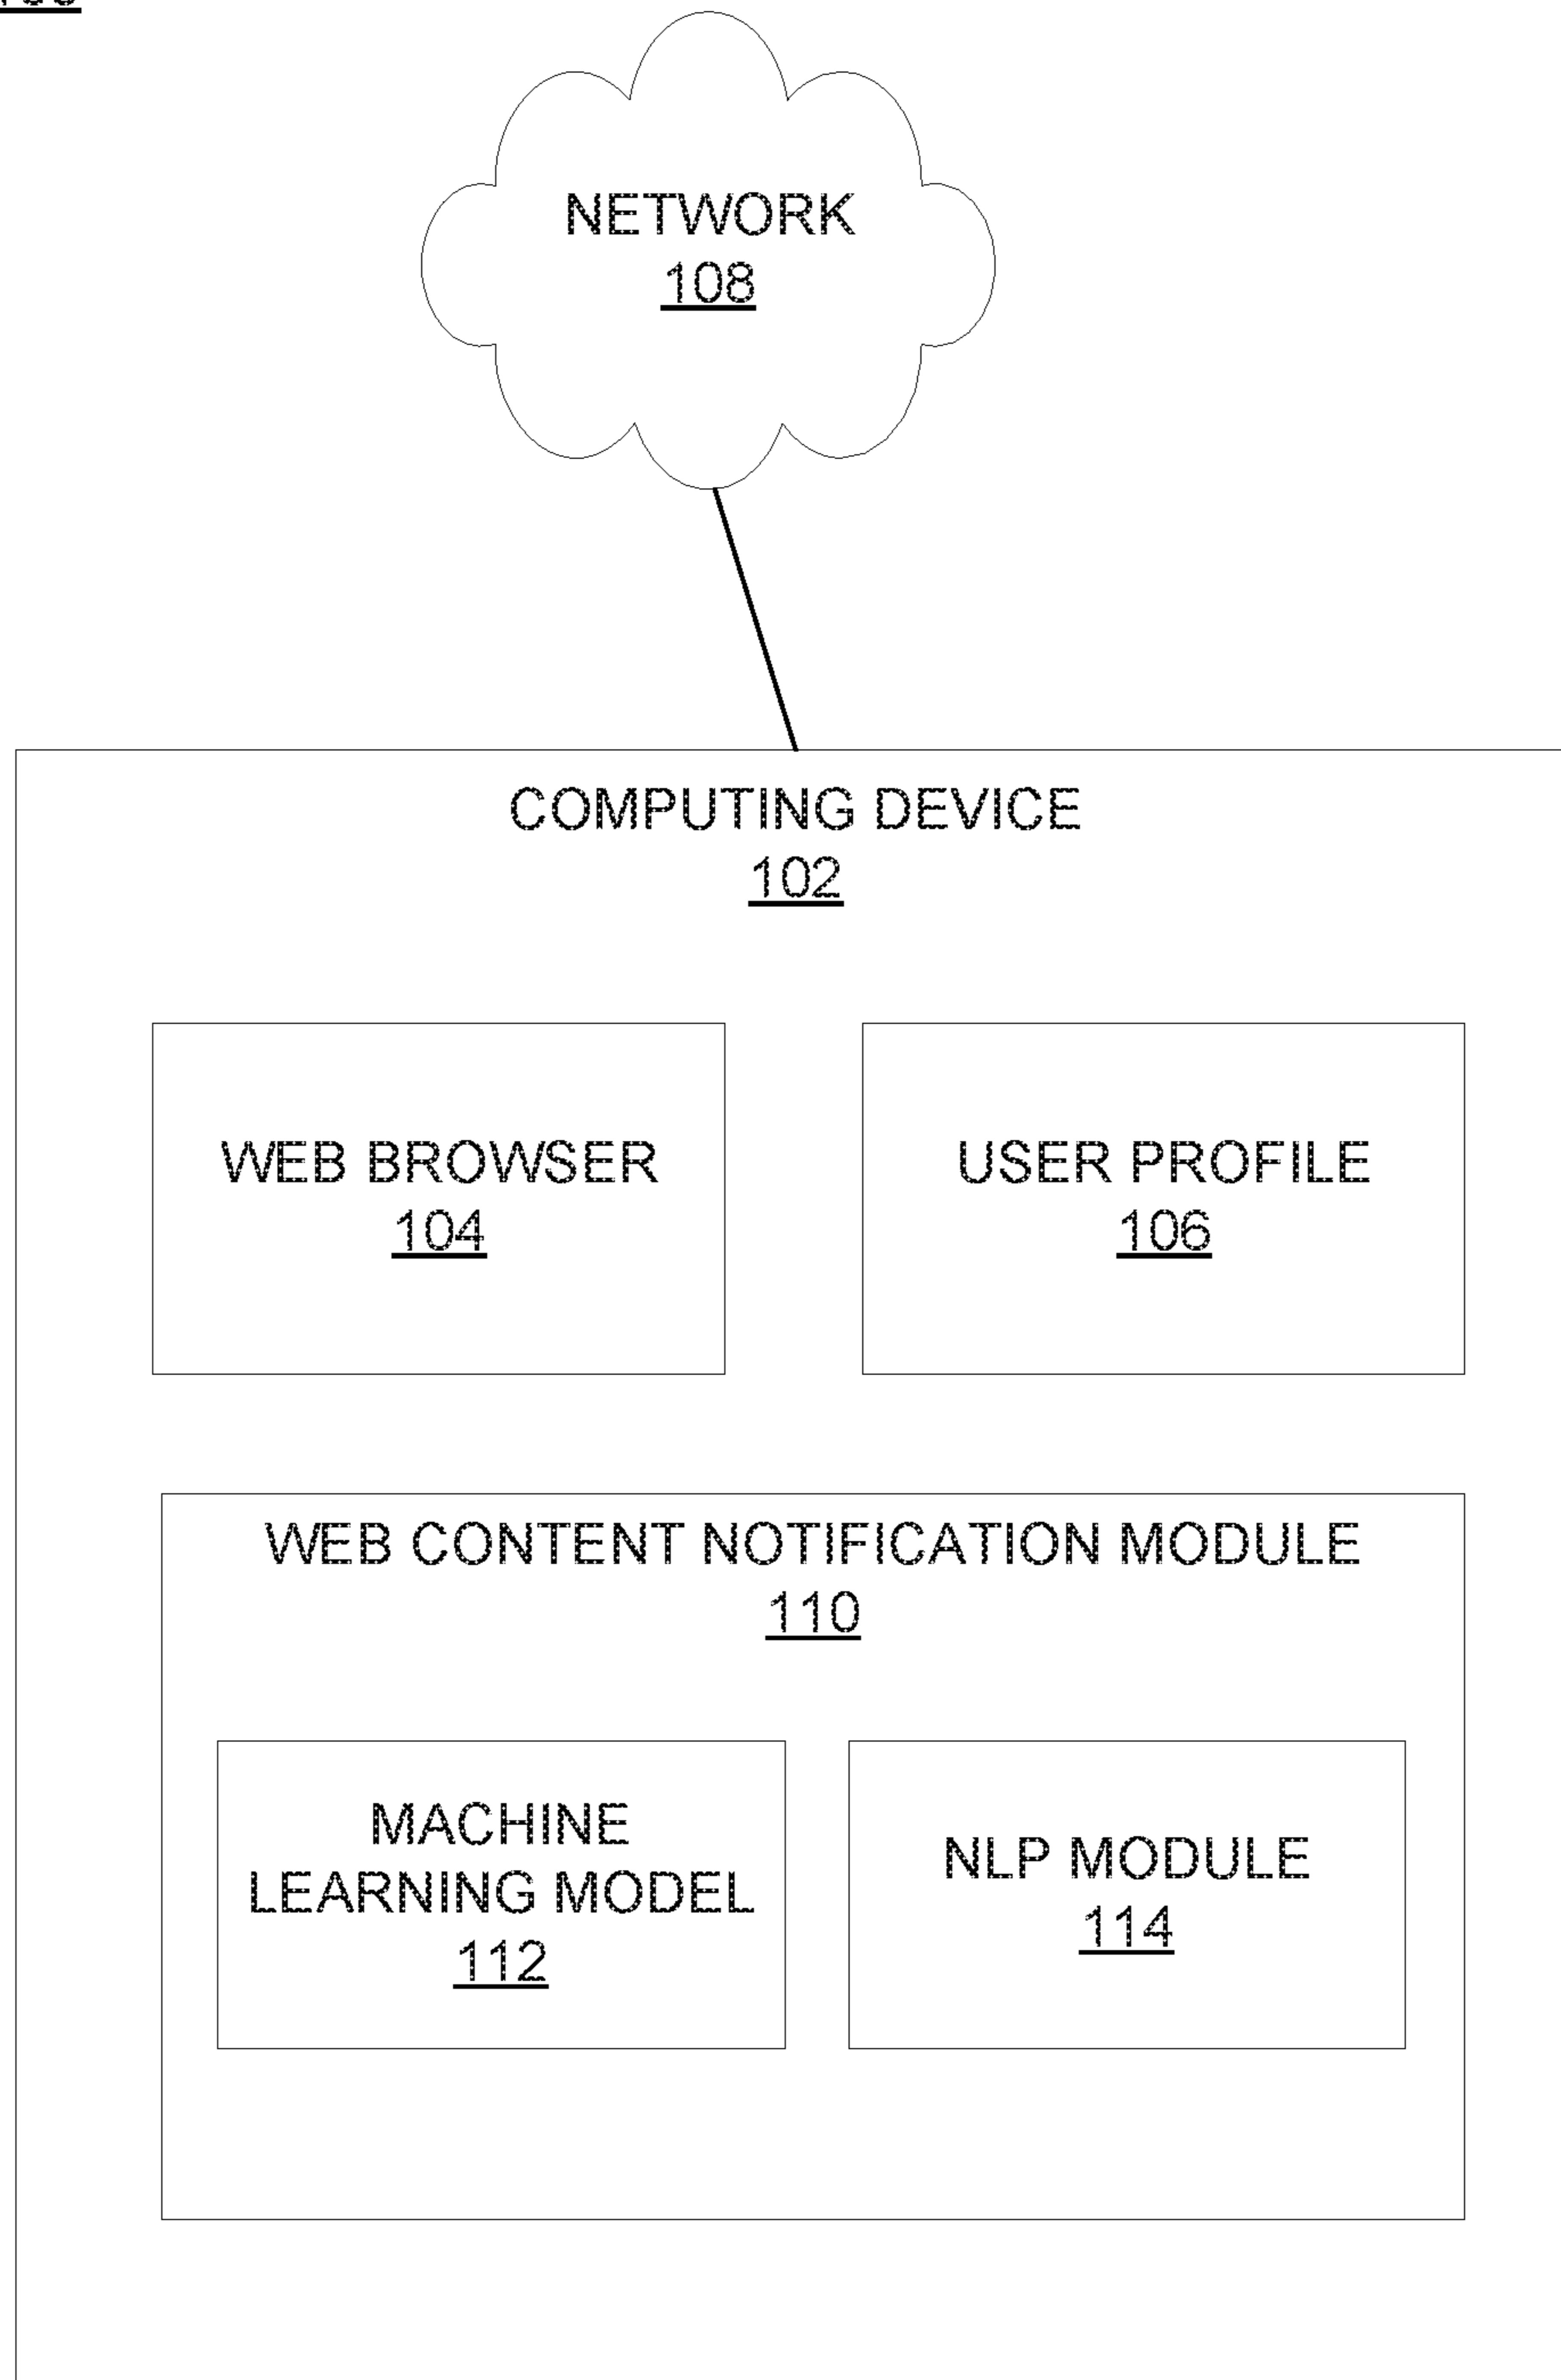 NETWORK
108
COMPUTING DEVICE
102
WEB BROWSER
104
USER PROFILE
106
WEB CONTENT NOTIFICATION MODULE
110
MACHINE
LEARNING MODEL
112
NLP MODULE
114